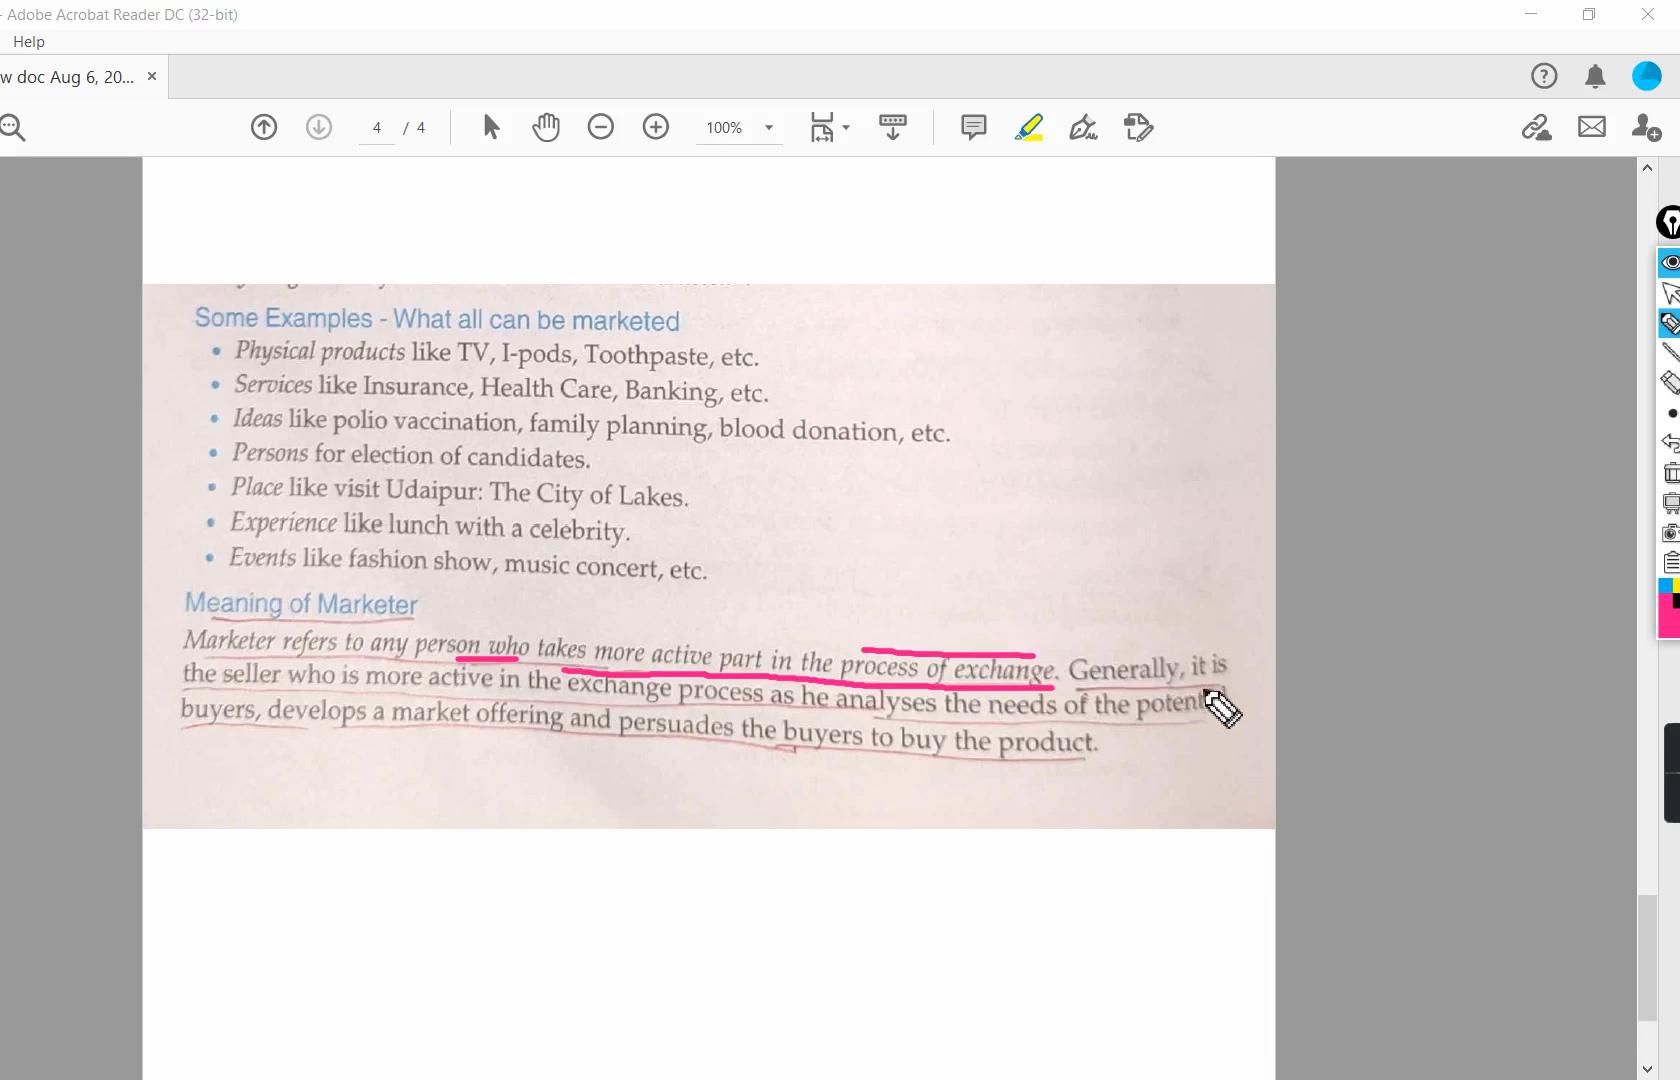 - Adobe Acrobat Reader DC (32-bit)
Help
w doc Aug 6, 20...
4 / 4
100%
Some Examples - What all can be marketed
• Physical products like TV, I-pods, Toothpaste, etc.
• Services like Insurance, Health Care, Banking, etc.
• Ideas like polio vaccination, family planning, blood donation, etc.
• Persons for election of candidates.
• Place like visit Udaipur: The City of Lakes.
• Experience like lunch with a celebrity.
• Events like fashion show, music concert, etc.
Meaning of Marketer
Marketer refers to any person who takes more active part in the process of exchange. Generally, it is
the seller who is more active in the exchange process as he analyses the needs of the potent
buyers, develops a market offering and persuades the buyers to buy the product.